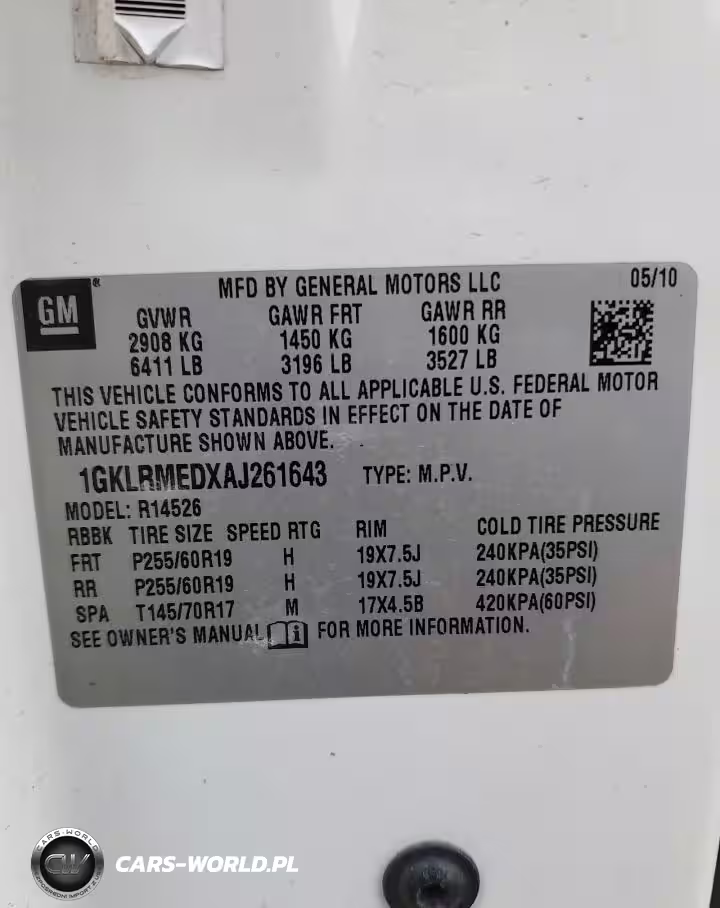 GM
MFD BY GENERAL MOTORS LLC 05/10
GVWR GAWR FRT GAWR RR
2908 KG 1450 KG 1600 KG
6411 LB 3196 LB 3527 LB
THIS VEHICLE CONFORMS TO ALL APPLICABLE U.S. FEDERAL MOTOR
VEHICLE SAFETY STANDARDS IN EFFECT ON THE DATE OF
MANUFACTURE SHOWN ABOVE.
1GKLRMEDXAJ261643 TYPE: M.P.V.
MODEL: R14526
RBBK TIRE SIZE SPEED RTG RIM COLD TIRE PRESSURE
FRT P255/60R19 H 19X7.5J 240KPA(35PSI)
RR P255/60R19 H 19X7.5J 240KPA(35PSI)
SPA T145/70R17 M 17X4.5B 420KPA(60PSI)
SEE OWNER'S MANUAL FOR MORE INFORMATION.
CARS-WORLD
CW
CARS-WORLD.PL